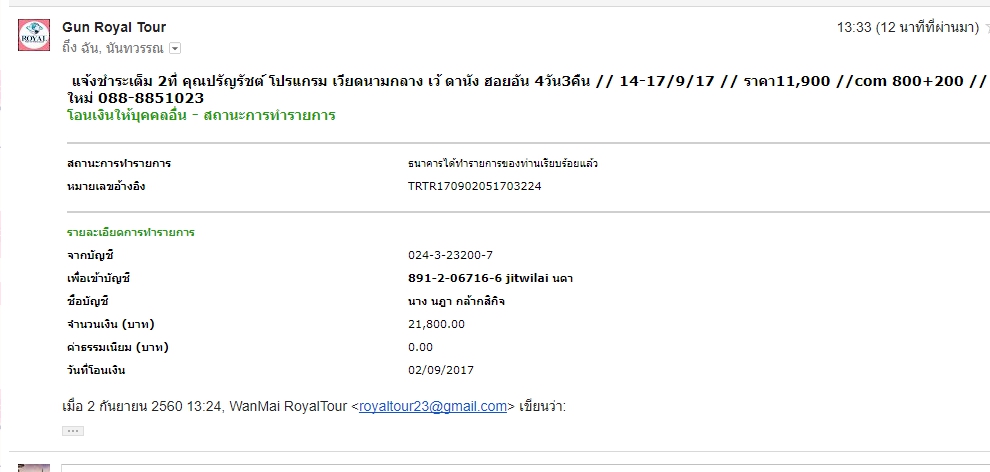 Gun Royal Tour
13:33 (12 นาทีที่ผ่านมา)
ROYAL
ถึง ฉัน, นันทวรรณ
แจ้งชำระเต็ม 2ที่ คุณปรัญรัชต์ โปรแกรม เวียดนามกลาง เว้ ดานัง ฮอยอัน 4วัน3คืน // 14-17/9/17 // ราคา11,900 //com 800+200 //
ใหม่ 088-8851023
โอนเงินให้บุคคลอื่น - สถานะการทำรายการ
สถานะการทำรายการ ธนาคารได้ทำรายการของท่านเรียบร้อยแล้ว
หมายเลขอ้างอิง TRTR170902051703224
รายละเอียดการทำรายการ
จากบัญชี 024-3-23200-7
เพื่อเข้าบัญชี 891-2-06716-6 jitwilai นดา
ชื่อบัญชี นาง นฎา กล้ากสิกิจ
จำนวนเงิน (บาท) 21,800.00
ค่าธรรมเนียม (บาท) 0.00
วันที่โอนเงิน 02/09/2017
เมื่อ 2 กันยายน 2560 13:24, WanMai RoyalTour <royaltour23@gmail.com> เขียนว่า: